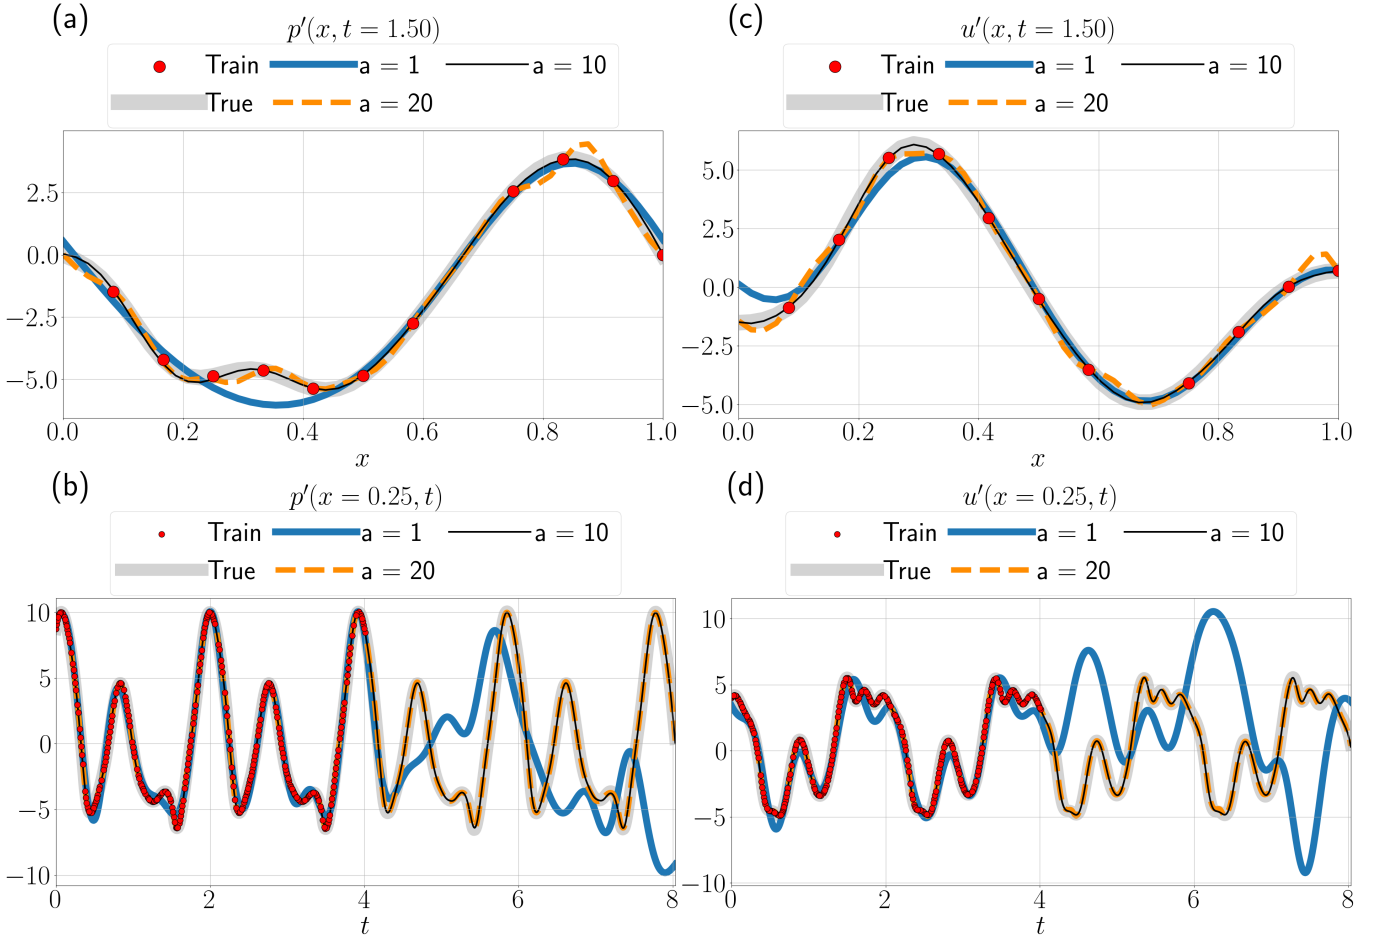 (a)
p′(x, t = 1.50)
Train a = 1 a = 10
True a = 20
2.5
0.0
−2.5
−5.0
0.0 0.2 0.4 0.6 0.8 1.0
x
(c)
u′(x, t = 1.50)
Train a = 1 a = 10
True a = 20
5.0
2.5
0.0
−2.5
−5.0
0.0 0.2 0.4 0.6 0.8 1.0
x
(b)
p′(x = 0.25, t)
Train a = 1 a = 10
True a = 20
10
5
0
−5
−10
0 2 4 6 8
t
(d)
u′(x = 0.25, t)
Train a = 1 a = 10
True a = 20
10
5
0
−5
−10
0 2 4 6 8
t